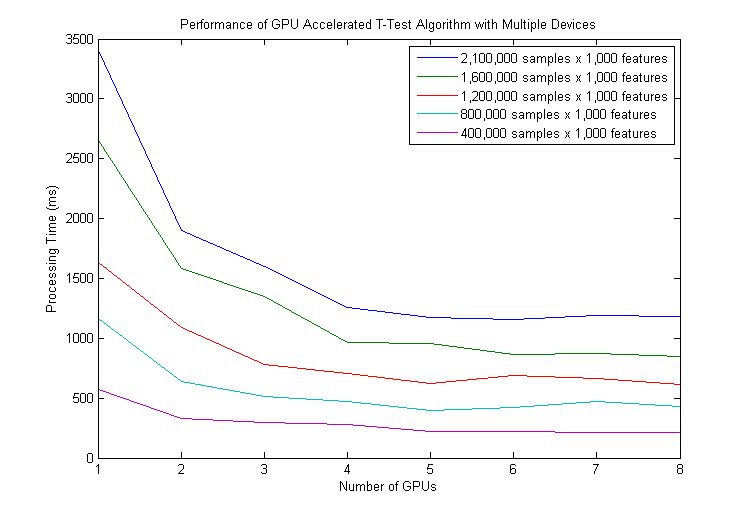 Performance of GPU Accelerated T-Test Algorithm with Multiple Devices
3500
3000
2500
2000
1500
1000
500
0
Processing Time (ms)
2,100,000 samples x 1,000 features
1,600,000 samples x 1,000 features
1,200,000 samples x 1,000 features
800,000 samples x 1,000 features
400,000 samples x 1,000 features
1 2 3 4 5 6 7 8
Number of GPUs